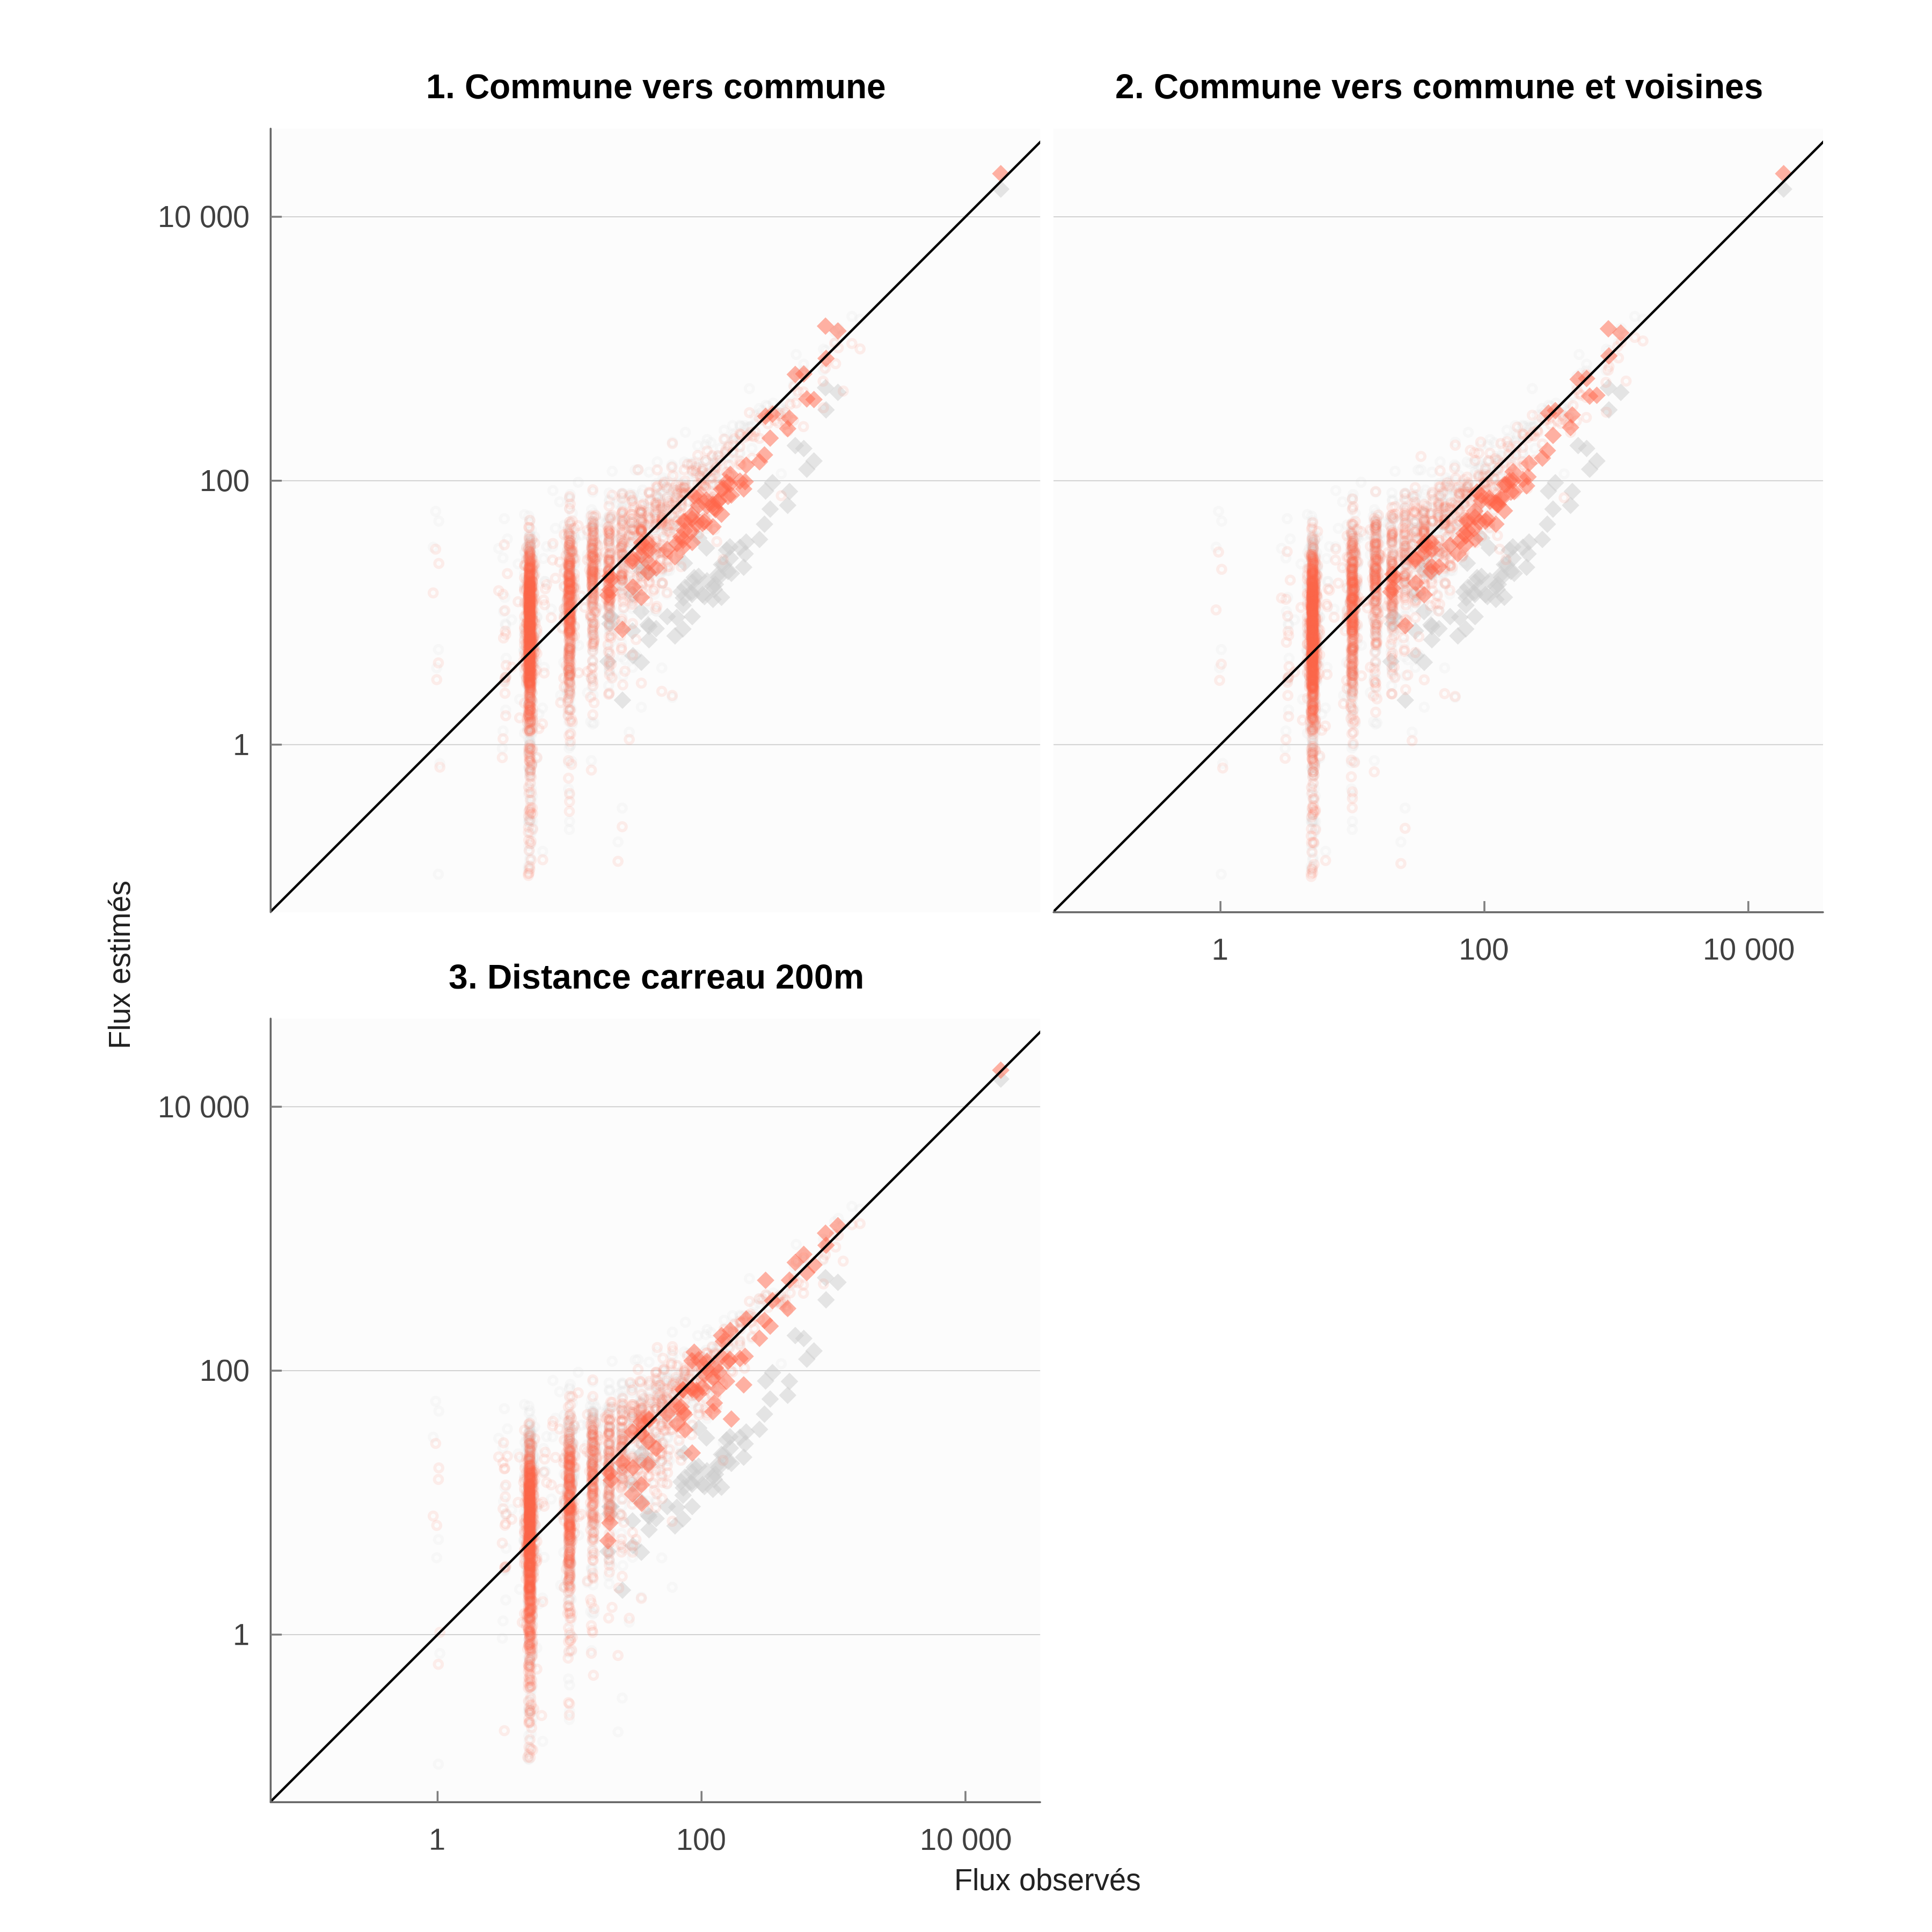 1. Commune vers commune
2. Commune vers commune et voisines
10 000
100
1
1
100
10 000
3. Distance carreau 200m
Flux estimés
10 000
100
1
1
100
10 000
Flux observés